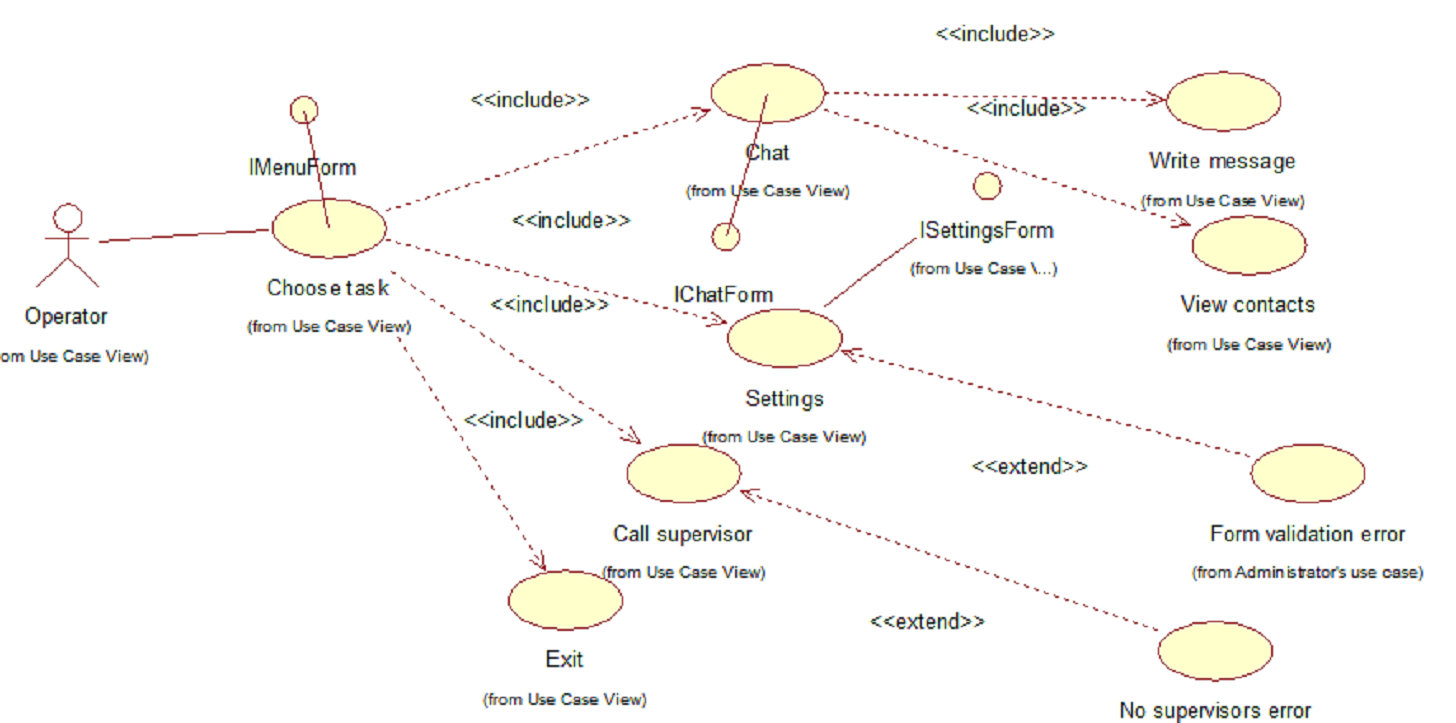 <<include>>
<<include>>
<<include>>
Write message
(from Use Case View)
IMenuForm
Chat
(from Use Case View)
<<include>>
ISettingsForm
(from Use Case \...)
Choose task
(from Use Case View)
Operator
om Use Case View)
<<include>>
IChatForm
View contacts
(from Use Case View)
Settings
(from Use Case View)
<<include>>
<<extend>>
Call supervisor
(from Use Case View)
Form validation error
(from Administrator's use case)
<<extend>>
Exit
(from Use Case View)
No supervisors error